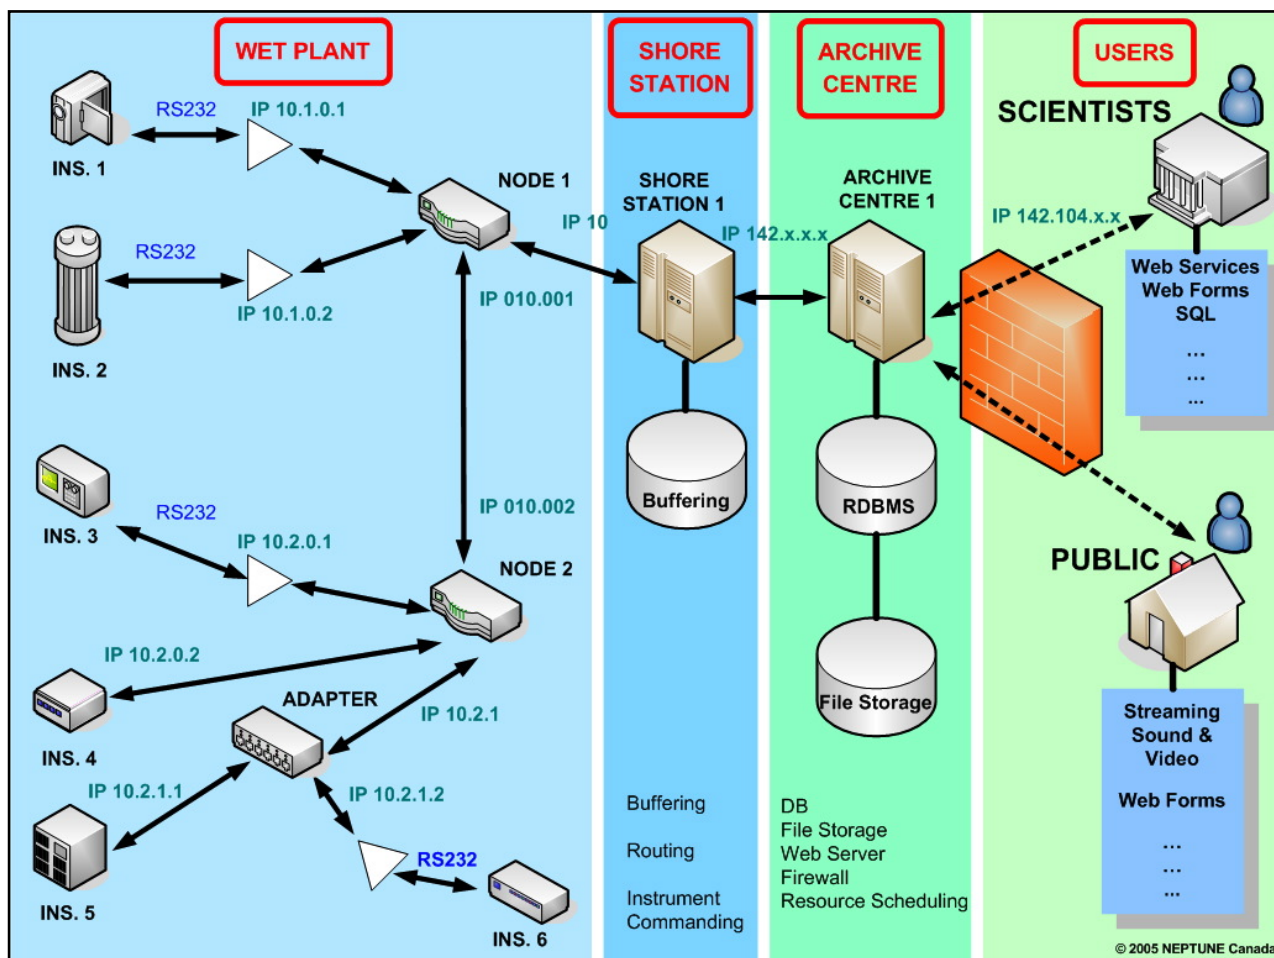 WET PLANT
SHORE
STATION
ARCHIVE
CENTRE
USERS
SCIENTISTS
RS232
IP 10.1.0.1
INS. 1
NODE 1
SHORE
STATION 1
ARCHIVE
CENTRE 1
IP 10
IP 142.x.x.x
IP 142.104.x.x
RS232
IP 10.1.0.2
INS. 2
IP 010.001
Web Services
Web Forms
SQL
...
...
...
Buffering
RDBMS
IP 010.002
RS232
INS. 3
IP 10.2.0.1
NODE 2
PUBLIC
IP 10.2.0.2
INS. 4
ADAPTER
IP 10.2.1
File Storage
Streaming
Sound &
Video
Web Forms
...
...
...
IP 10.2.1.1
IP 10.2.1.2
INS. 5
RS232
INS. 6
Buffering
Routing
Instrument
Commanding
DB
File Storage
Web Server
Firewall
Resource Scheduling
© 2005 NEPTUNE Canada